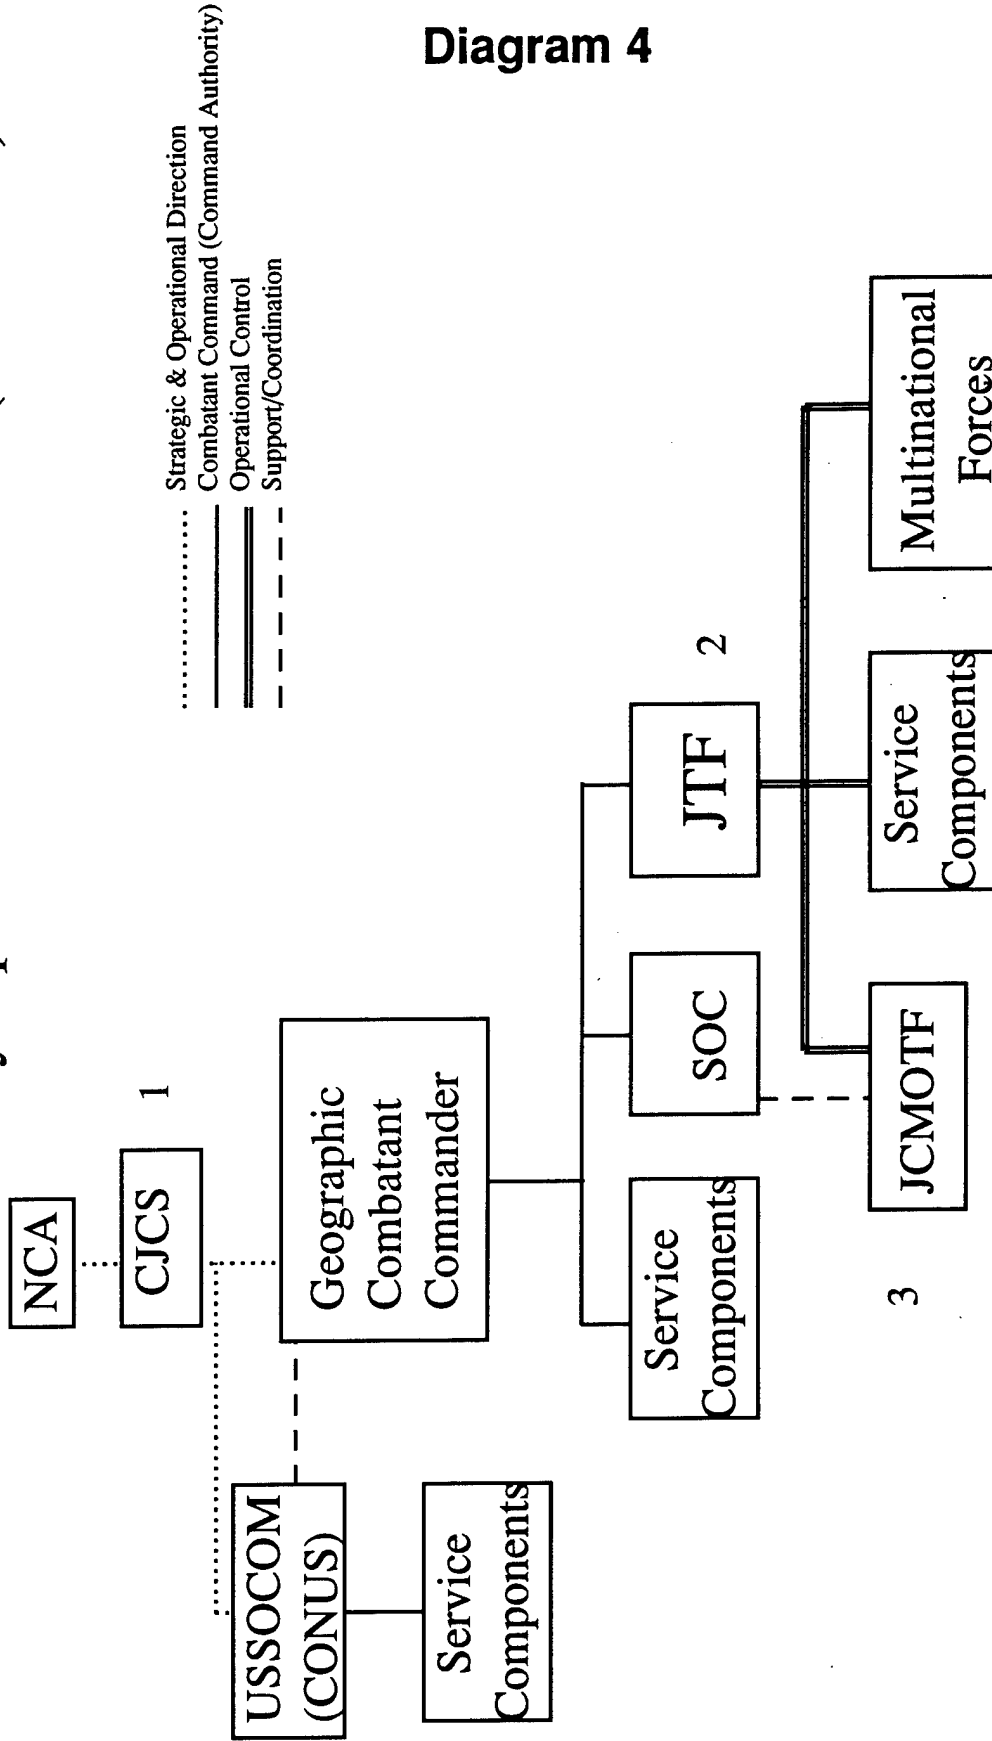 Diagram 4
Strategic & Operational Direction
Combatant Command (Command Authority)
Operational Control
Support/Coordination
NCA
CJCS
1
USSOCOM
(CONUS)
Geographic
Combatant
Commander
Service
Components
Service
Components
SOC
JTF
2
3
JCMOTF
Service
Components
Multinational
Forces